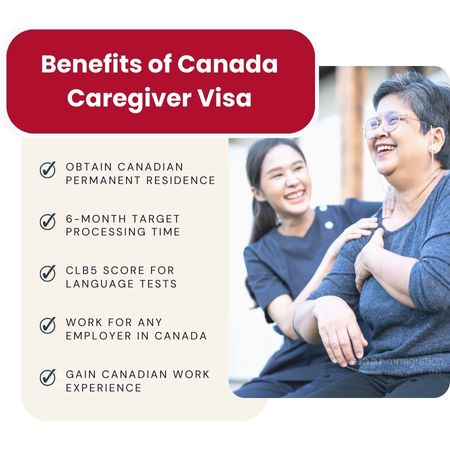 Benefits of Canada
Caregiver Visa
OBTAIN CANADIAN
PERMANENT RESIDENCE
6-MONTH TARGET
PROCESSING TIME
CLB5 SCORE FOR
LANGUAGE TESTS
WORK FOR ANY
EMPLOYER IN CANADA
GAIN CANADIAN WORK
EXPERIENCE
immigration